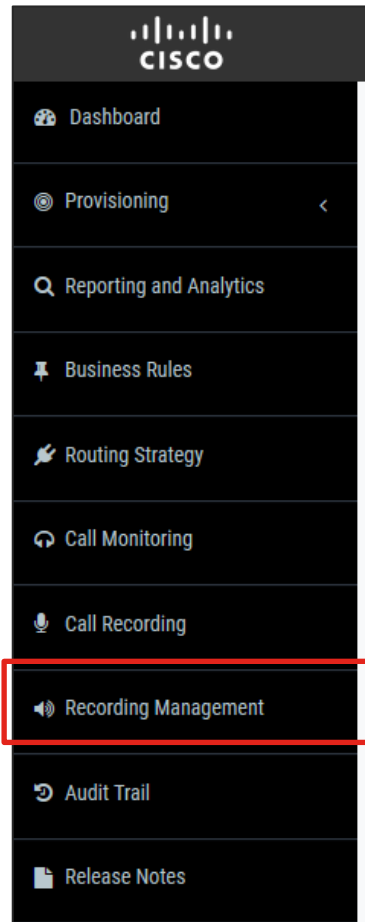 CISCO
Dashboard
Provisioning
Reporting and Analytics
Business Rules
Routing Strategy
Call Monitoring
Call Recording
Recording Management
Audit Trail
Release Notes